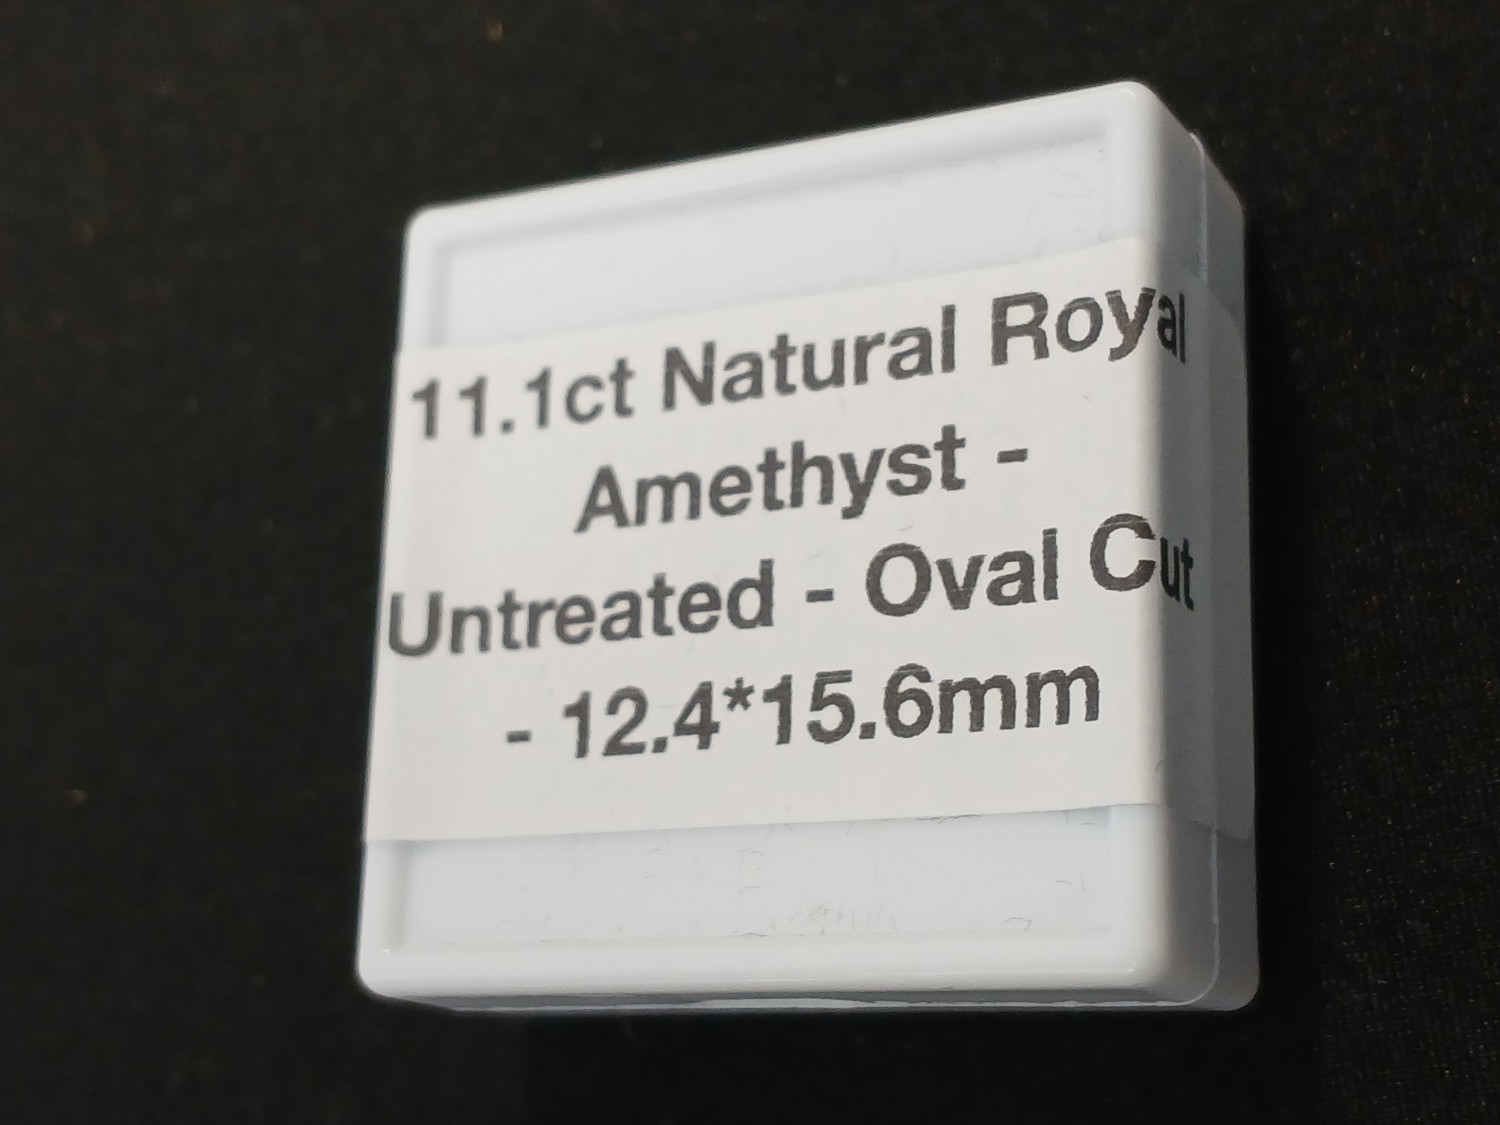 11.1ct Natural Royal
Amethyst -
Untreated - Oval Cut
- 12.4*15.6mm